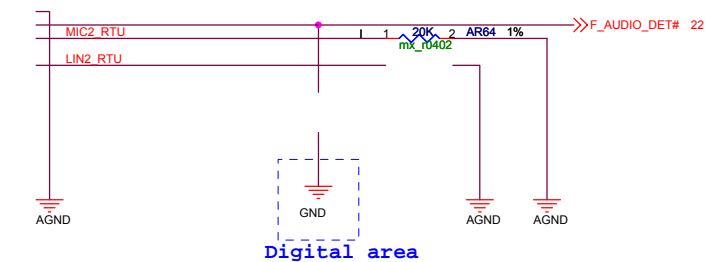 F_AUDIO_DET# 22
MIC2_RTU
1 20K 2 AR64 1%
mx_r0402
LIN2_RTU
AGND
GND
AGND
AGND
Digital area